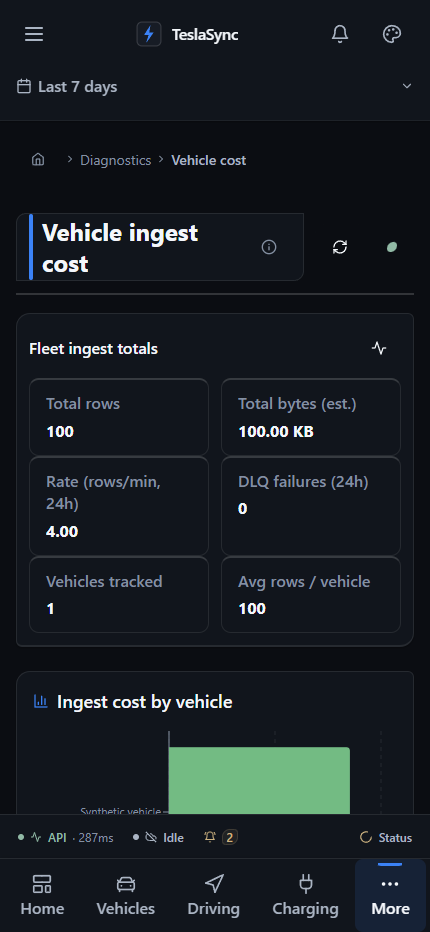 TeslaSync
Last 7 days
Diagnostics
Vehicle cost
Vehicle ingest
cost
Fleet ingest totals
Total rows
100
Total bytes (est.)
100.00 KB
Rate (rows/min,
24h)
4.00
DLQ failures (24h)
0
Vehicles tracked
1
Avg rows / vehicle
100
Ingest cost by vehicle
Synthetic vehicle
API · 287ms
Idle
2
Status
Home
Vehicles
Driving
Charging
More